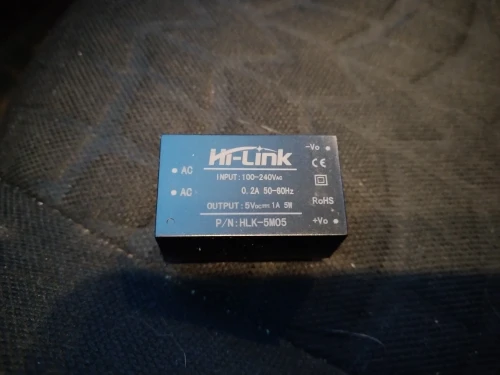 Hi-Link
-Vo
AC
INPUT:100-240VAC
CE
AC
0.2A 50-60Hz
OUTPUT:5VDC 1A 5W
RoHS
P/N:HLK-5M05
+Vo